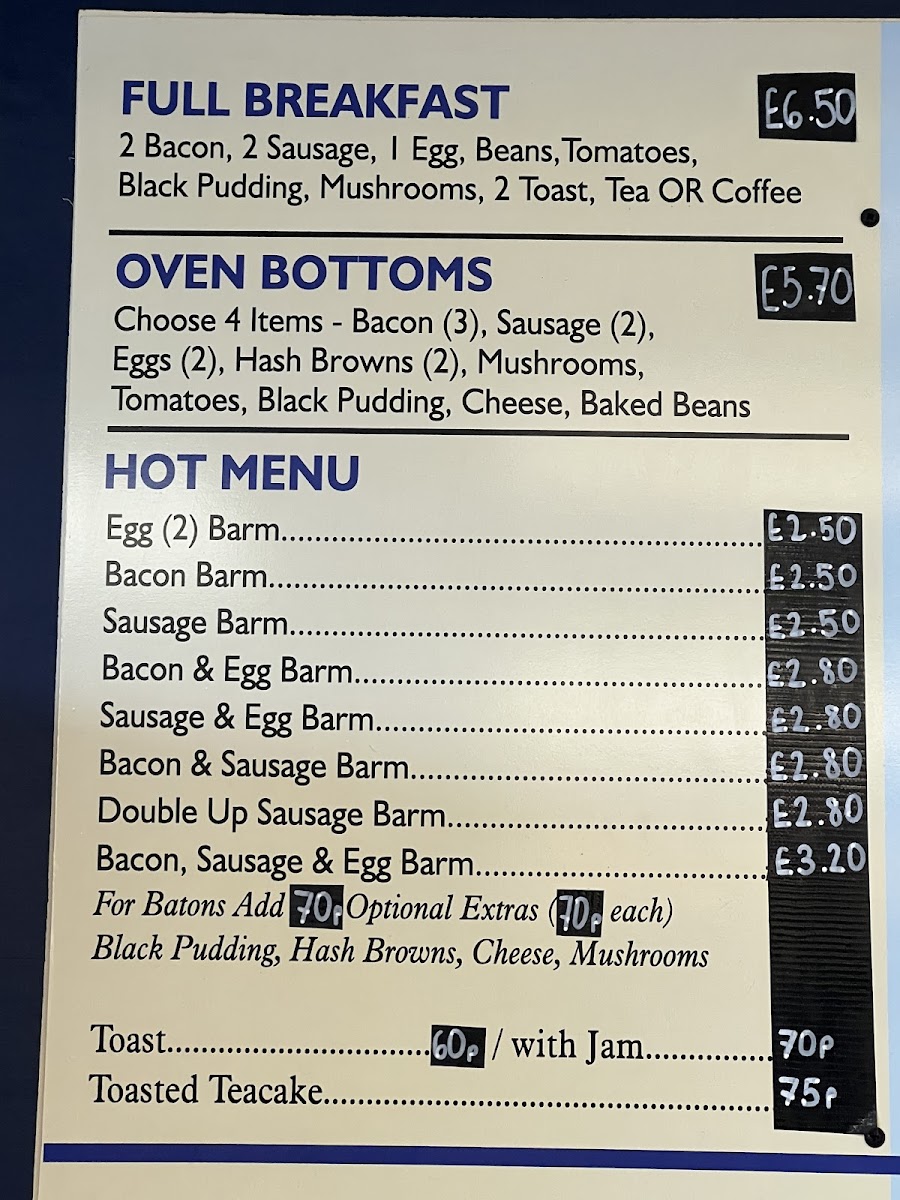 FULL BREAKFAST £6.50
2 Bacon, 2 Sausage, 1 Egg, Beans,Tomatoes,
Black Pudding, Mushrooms, 2 Toast, Tea OR Coffee
OVEN BOTTOMS £5.70
Choose 4 Items - Bacon (3), Sausage (2),
Eggs (2), Hash Browns (2), Mushrooms,
Tomatoes, Black Pudding, Cheese, Baked Beans
HOT MENU
Egg (2) Barm £2.50
Bacon Barm £2.50
Sausage Barm £2.50
Bacon & Egg Barm £2.80
Sausage & Egg Barm £2.80
Bacon & Sausage Barm £2.80
Double Up Sausage Barm £2.80
Bacon, Sausage & Egg Barm £3.20
For Batons Add 70p Optional Extras (70p each)
Black Pudding, Hash Browns, Cheese, Mushrooms
Toast 60p / with Jam 70p
Toasted Teacake 75p